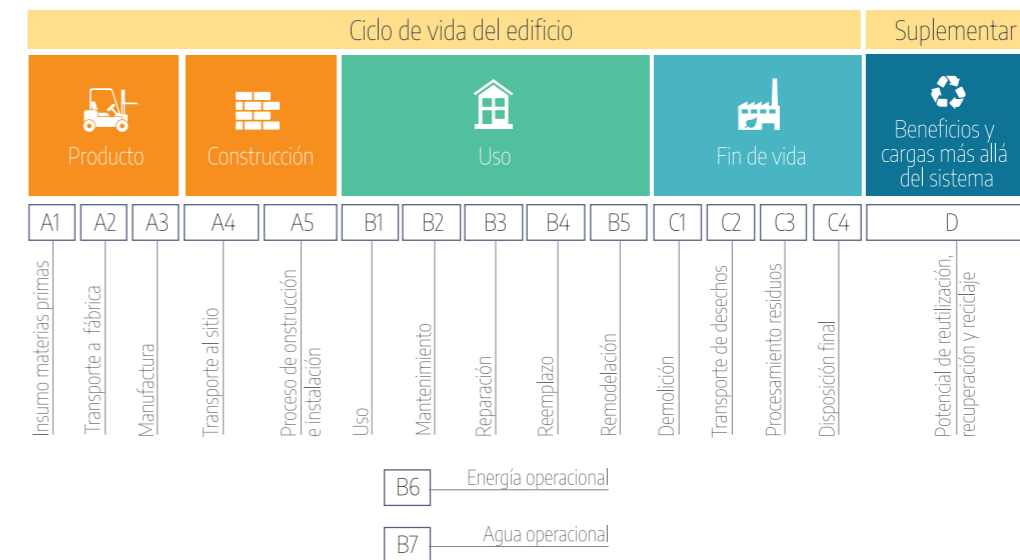 Ciclo de vida del edificio
Suplementar
Producto
Construcción
Uso
Fin de vida
Beneficios y
cargas más allá
del sistema
A1
A2
A3
A4
A5
B1
B2
B3
B4
B5
C1
C2
C3
C4
D
Insumo materias primas
Transporte a fábrica
Manufactura
Transporte al sitio
Proceso de onstrucción
e instalación
Uso
Mantenimiento
Reparación
Reemplazo
Remodelación
Demolición
Transporte de desechos
Procesamiento residuos
Disposición final
Potencial de reutilización,
recuperación y reciclaje
B6
Energía operacional
B7
Agua operacional